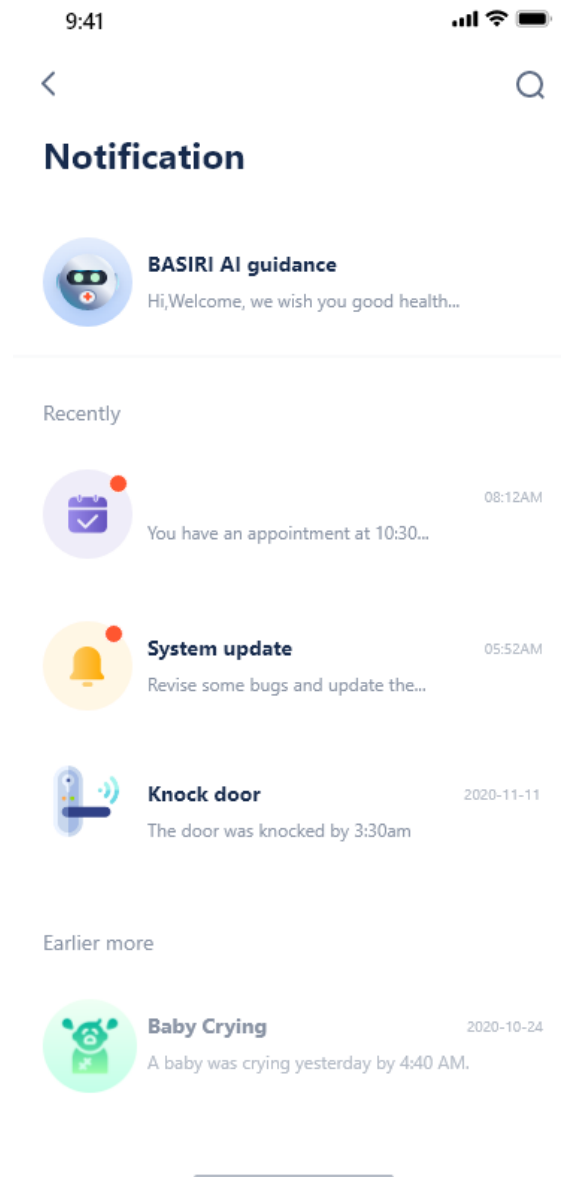 9:41
Notification
BASIRI AI guidance
Hi,Welcome, we wish you good health...
Recently
08:12AM
You have an appointment at 10:30...
System update
05:52AM
Revise some bugs and update the...
Knock door
2020-11-11
The door was knocked by 3:30am
Earlier more
Baby Crying
2020-10-24
A baby was crying yesterday by 4:40 AM.